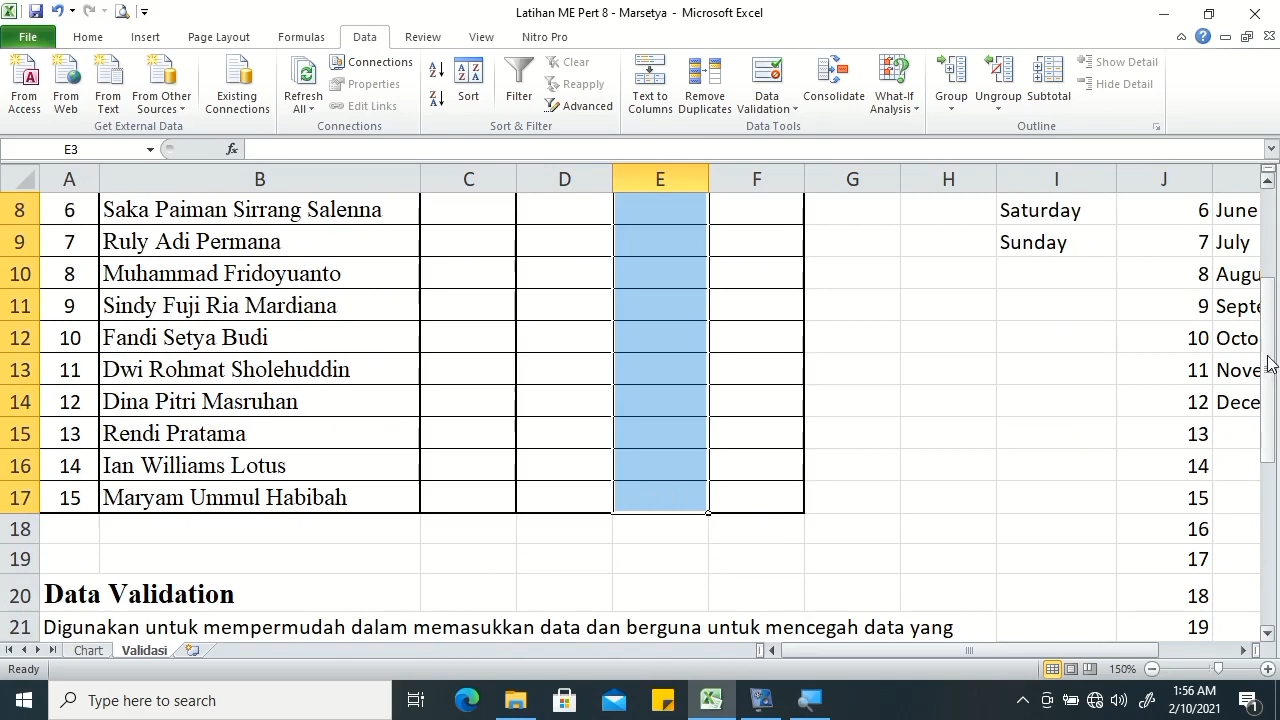 Latihan ME Pert 8 - Marsetya - Microsoft Excel
File Home Insert Page Layout Formulas Data Review View Nitro Pro
From Access
From Web
From Text
From Other Sources
Existing Connections
Get External Data
Refresh All
Connections
Properties
Edit Links
Connections
Sort
Filter
Clear
Reapply
Advanced
Sort & Filter
Text to Columns
Remove Duplicates
Data Validation
Consolidate
What-If Analysis
Data Tools
Group
Ungroup
Subtotal
Show Detail
Hide Detail
Outline
E3 fx
A B C D E F G H I J
8 6 Saka Paiman Sirrang Salenna Saturday 6 June
9 7 Ruly Adi Permana Sunday 7 July
10 8 Muhammad Fridoyuanto 8 Augu
11 9 Sindy Fuji Ria Mardiana 9 Septe
12 10 Fandi Setya Budi 10 Octo
13 11 Dwi Rohmat Sholehuddin 11 Nove
14 12 Dina Pitri Masruhan 12 Dece
15 13 Rendi Pratama 13
16 14 Ian Williams Lotus 14
17 15 Maryam Ummul Habibah 15
18 16
19 17
20 Data Validation 18
21 Digunakan untuk mempermudah dalam memasukkan data dan berguna untuk mencegah data yang 19
Chart Validasi
Ready 150%
Type here to search
1:56 AM
2/10/2021
1